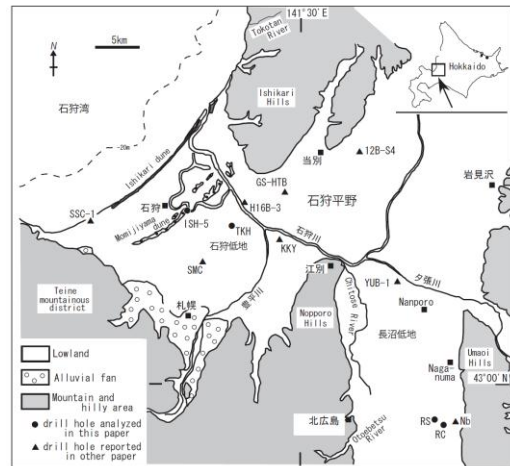 141°30'E
N
5km
Tokotan
River
Hokkaido
石狩湾
Ishikari
Hills
-20m
Ishikari dune
当別
12B-S4
岩見沢
GS-HTB
石狩平野
石狩
SSC-1
H16B-3
ISH-5
Momijiyama
dune
TKH
石狩川
石狩低地
KKY
SMC
江別
夕張川
YUB-1
Teine
mountainous
district
札幌
豊平川
Nopporo
Hills
Chitose River
Nanporo
長沼低地
Umaoi
Hills
Naga-
numa
43°00'N
Lowland
Alluvial fan
Mountain and
hilly area
drill hole analyzed
in this paper
drill hole reported
in other paper
北広島
Otoebetsu
River
RS
Nb
RC